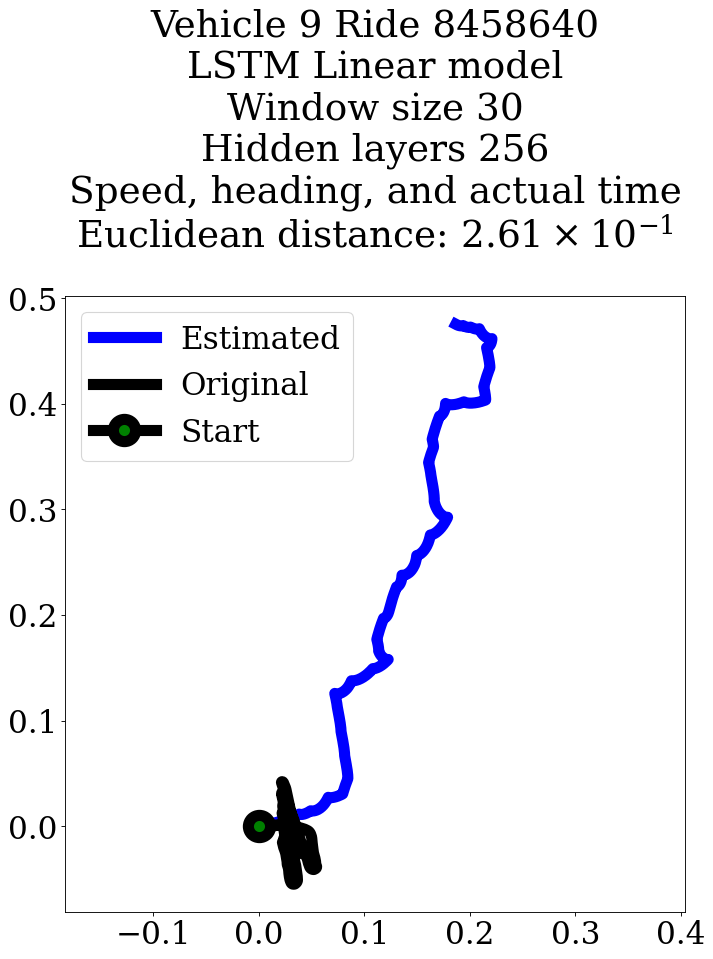 Vehicle 9 Ride 8458640
LSTM Linear model
Window size 30
Hidden layers 256
Speed, heading, and actual time
Euclidean distance: 2.61 × 10⁻¹
0.5
0.4
0.3
0.2
0.1
0.0
Estimated
Original
Start
−0.1 0.0 0.1 0.2 0.3 0.4